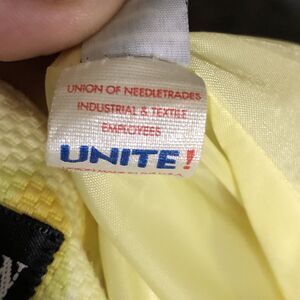 UNION OF NEEDLETRADES
INDUSTRIAL & TEXTILE
EMPLOYEES
UNITE!